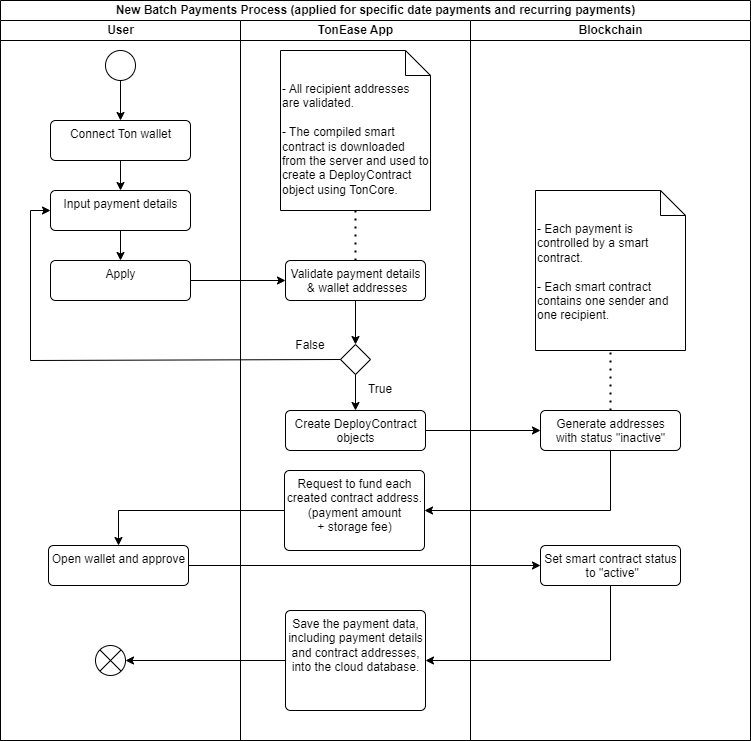 New Batch Payments Process (applied for specific date payments and recurring payments)
User
TonEase App
Blockchain
- All recipient addresses
are validated.
- The compiled smart
contract is downloaded
from the server and used to
create a DeployContract
object using TonCore.
Connect Ton wallet
Input payment details
- Each payment is
controlled by a smart
contract.
- Each smart contract
contains one sender and
one recipient.
Apply
Validate payment details
& wallet addresses
False
True
Create DeployContract
objects
Generate addresses
with status "inactive"
Request to fund each
created contract address.
(payment amount
+ storage fee)
Open wallet and approve
Set smart contract status
to "active"
Save the payment data,
including payment details
and contract addresses,
into the cloud database.